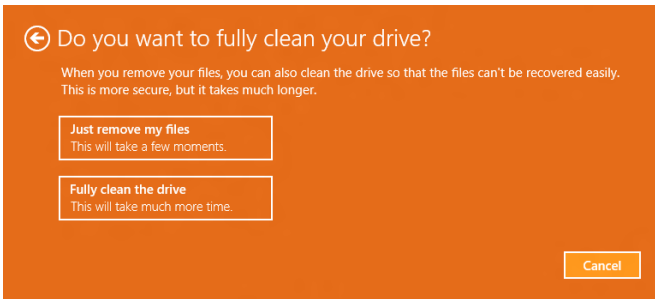 Do you want to fully clean your drive?
When you remove your files, you can also clean the drive so that the files can't be recovered easily.
This is more secure, but it takes much longer.
Just remove my files
This will take a few moments.
Fully clean the drive
This will take much more time.
Cancel